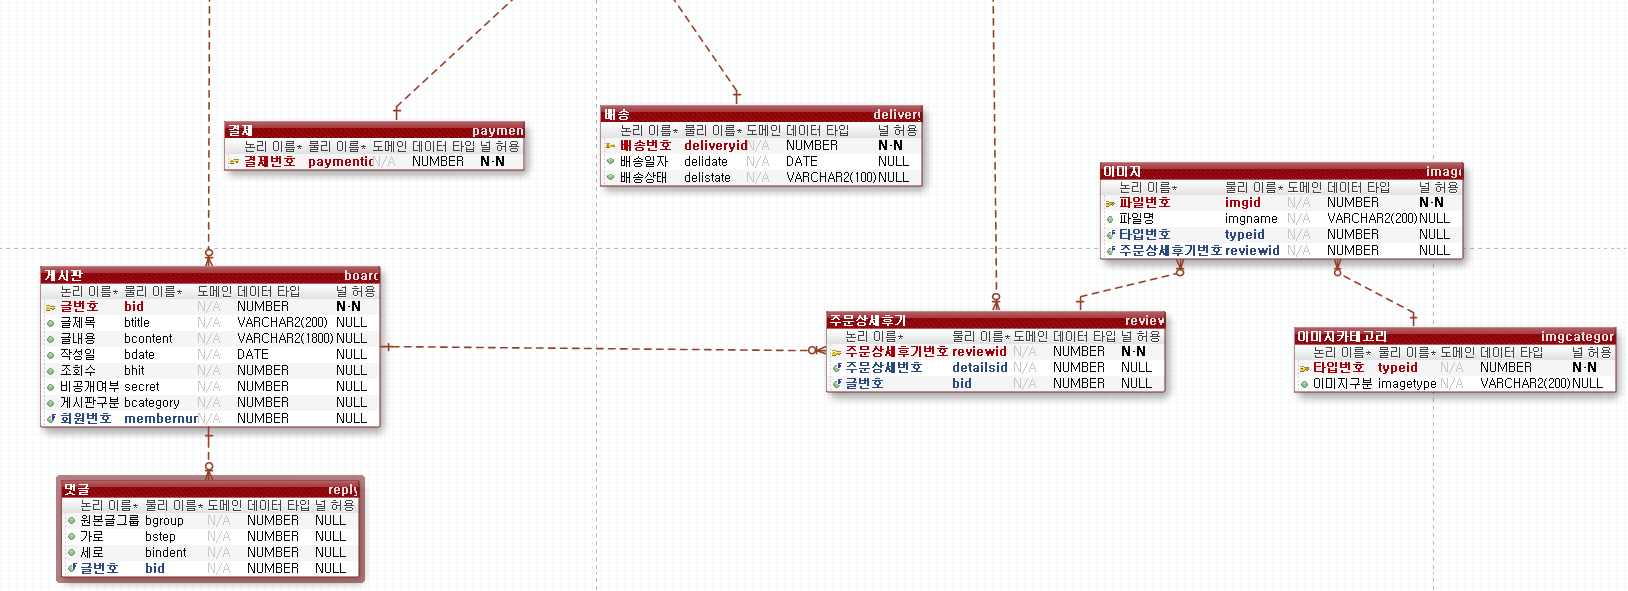 결제 paymen
논리 이름* 물리 이름* 도메인 데이터 타입 널 허용
결제번호 paymentic N/A NUMBER N-N
배송 delivery
논리 이름* 물리 이름* 도메인 데이터 타입 널 허용
배송번호 deliveryid N/A NUMBER N-N
배송일자 delidate N/A DATE NULL
배송상태 delistate N/A VARCHAR2(100) NULL
이미지 image
논리 이름* 물리 이름* 도메인 데이터 타입 널 허용
파일번호 imgid N/A NUMBER N-N
파일명 imgname N/A VARCHAR2(200) NULL
타입번호 typeid N/A NUMBER NULL
주문상세후기번호 reviewid N/A NUMBER NULL
게시판 board
논리 이름* 물리 이름* 도메인 데이터 타입 널 허용
글번호 bid N/A NUMBER N-N
글제목 btitle N/A VARCHAR2(200) NULL
글내용 bcontent N/A VARCHAR2(1800) NULL
작성일 bdate N/A DATE NULL
조회수 bhit N/A NUMBER NULL
비공개여부 secret N/A NUMBER NULL
게시판구분 bcategory N/A NUMBER NULL
회원번호 membernur N/A NUMBER NULL
주문상세후기 review
논리 이름* 물리 이름* 도메인 데이터 타입 널 허용
주문상세후기번호 reviewid N/A NUMBER N-N
주문상세번호 detailsid N/A NUMBER NULL
글번호 bid N/A NUMBER NULL
이미지카테고리 imgcategor
논리 이름* 물리 이름* 도메인 데이터 타입 널 허용
타입번호 typeid N/A NUMBER N-N
이미지구분 imagetype N/A VARCHAR2(200) NULL
댓글 reply
논리 이름* 물리 이름* 도메인 데이터 타입 널 허용
원본글그룹 bgroup N/A NUMBER NULL
가로 bstep N/A NUMBER NULL
세로 bindent N/A NUMBER NULL
글번호 bid N/A NUMBER NULL